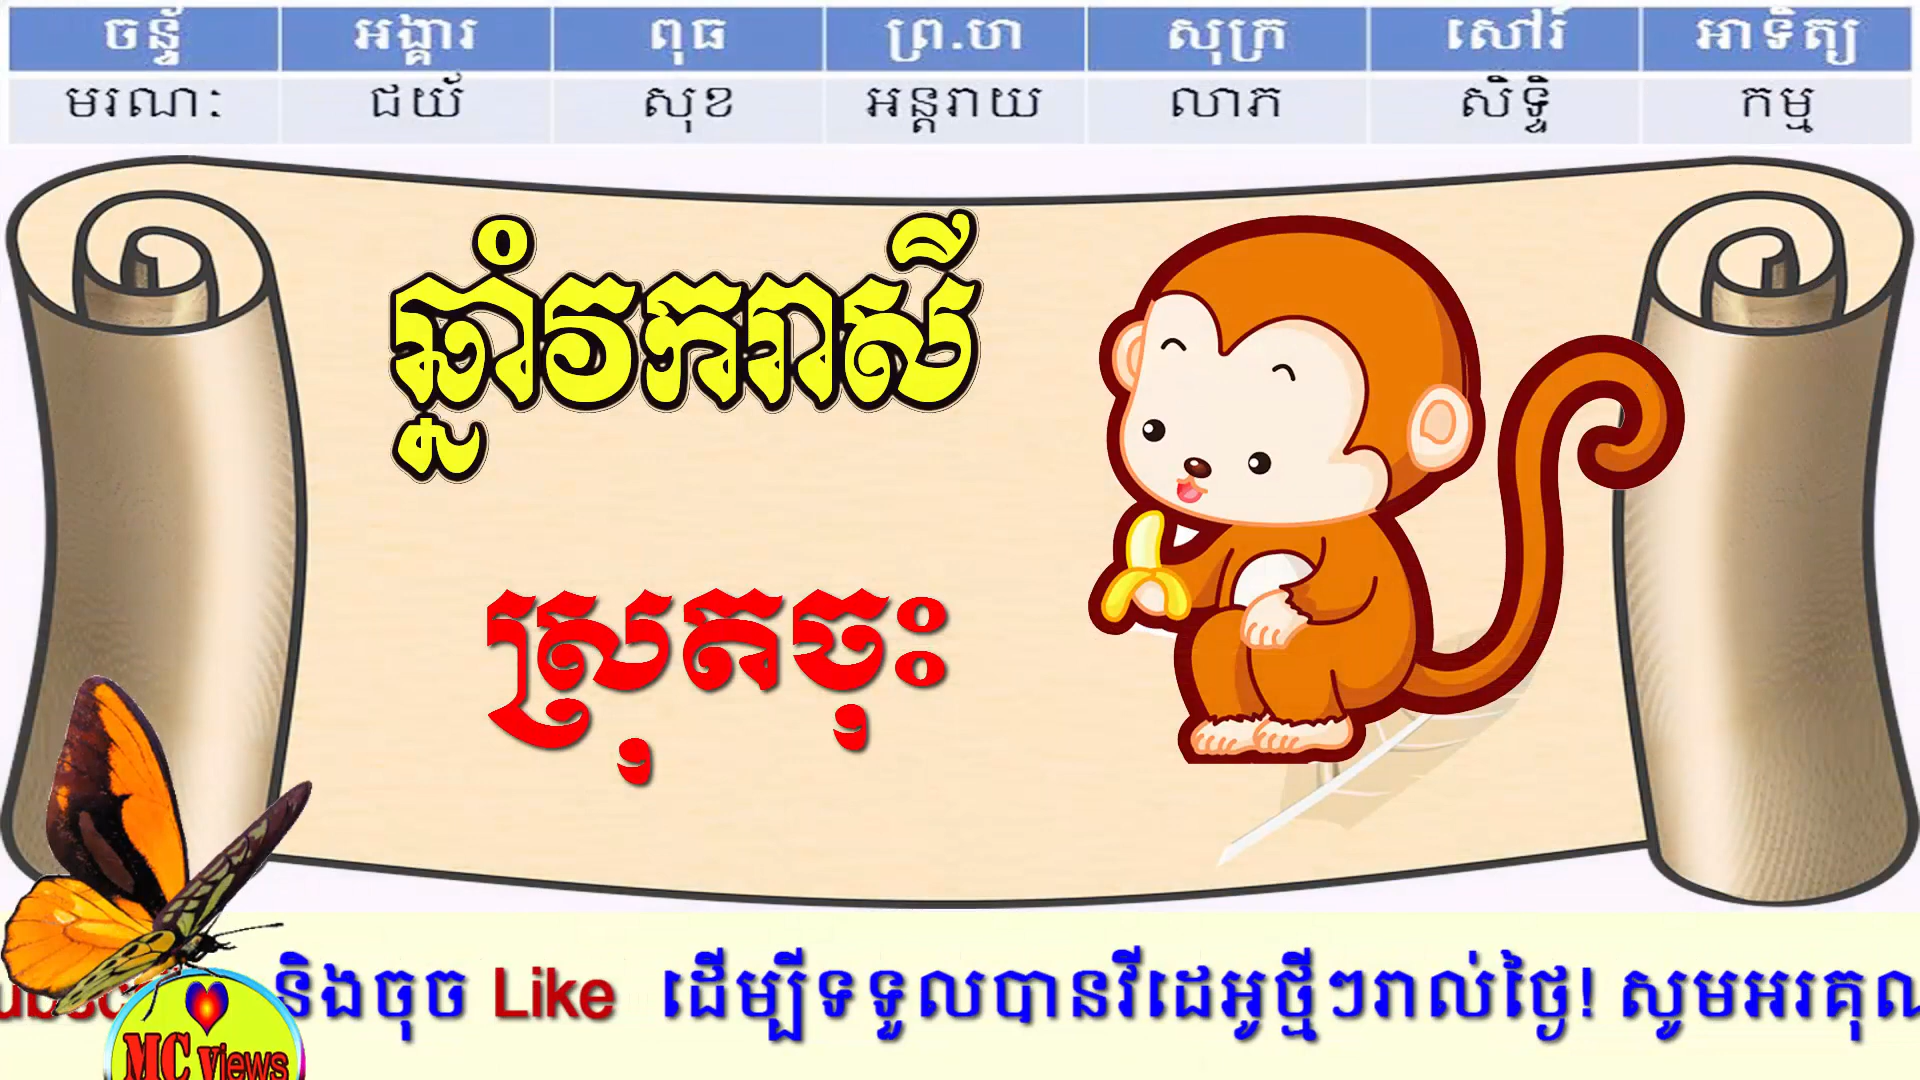 ចន្ទ័ អង្គារ ពុធ ព្រ.ហ សុក្រ សៅរ៍ អាទិត្យ
មរណៈ ជយ័ សុខ អន្តរាយ លាភ សិទ្ធិ កម្ម
ឆ្នាំវករាសី
ស្រុតចុះ
និងចុច Like ដើម្បីទទួលបានវីដេអូថ្មីៗរាល់ថ្ងៃ! សូមអរគុណ
MC Views